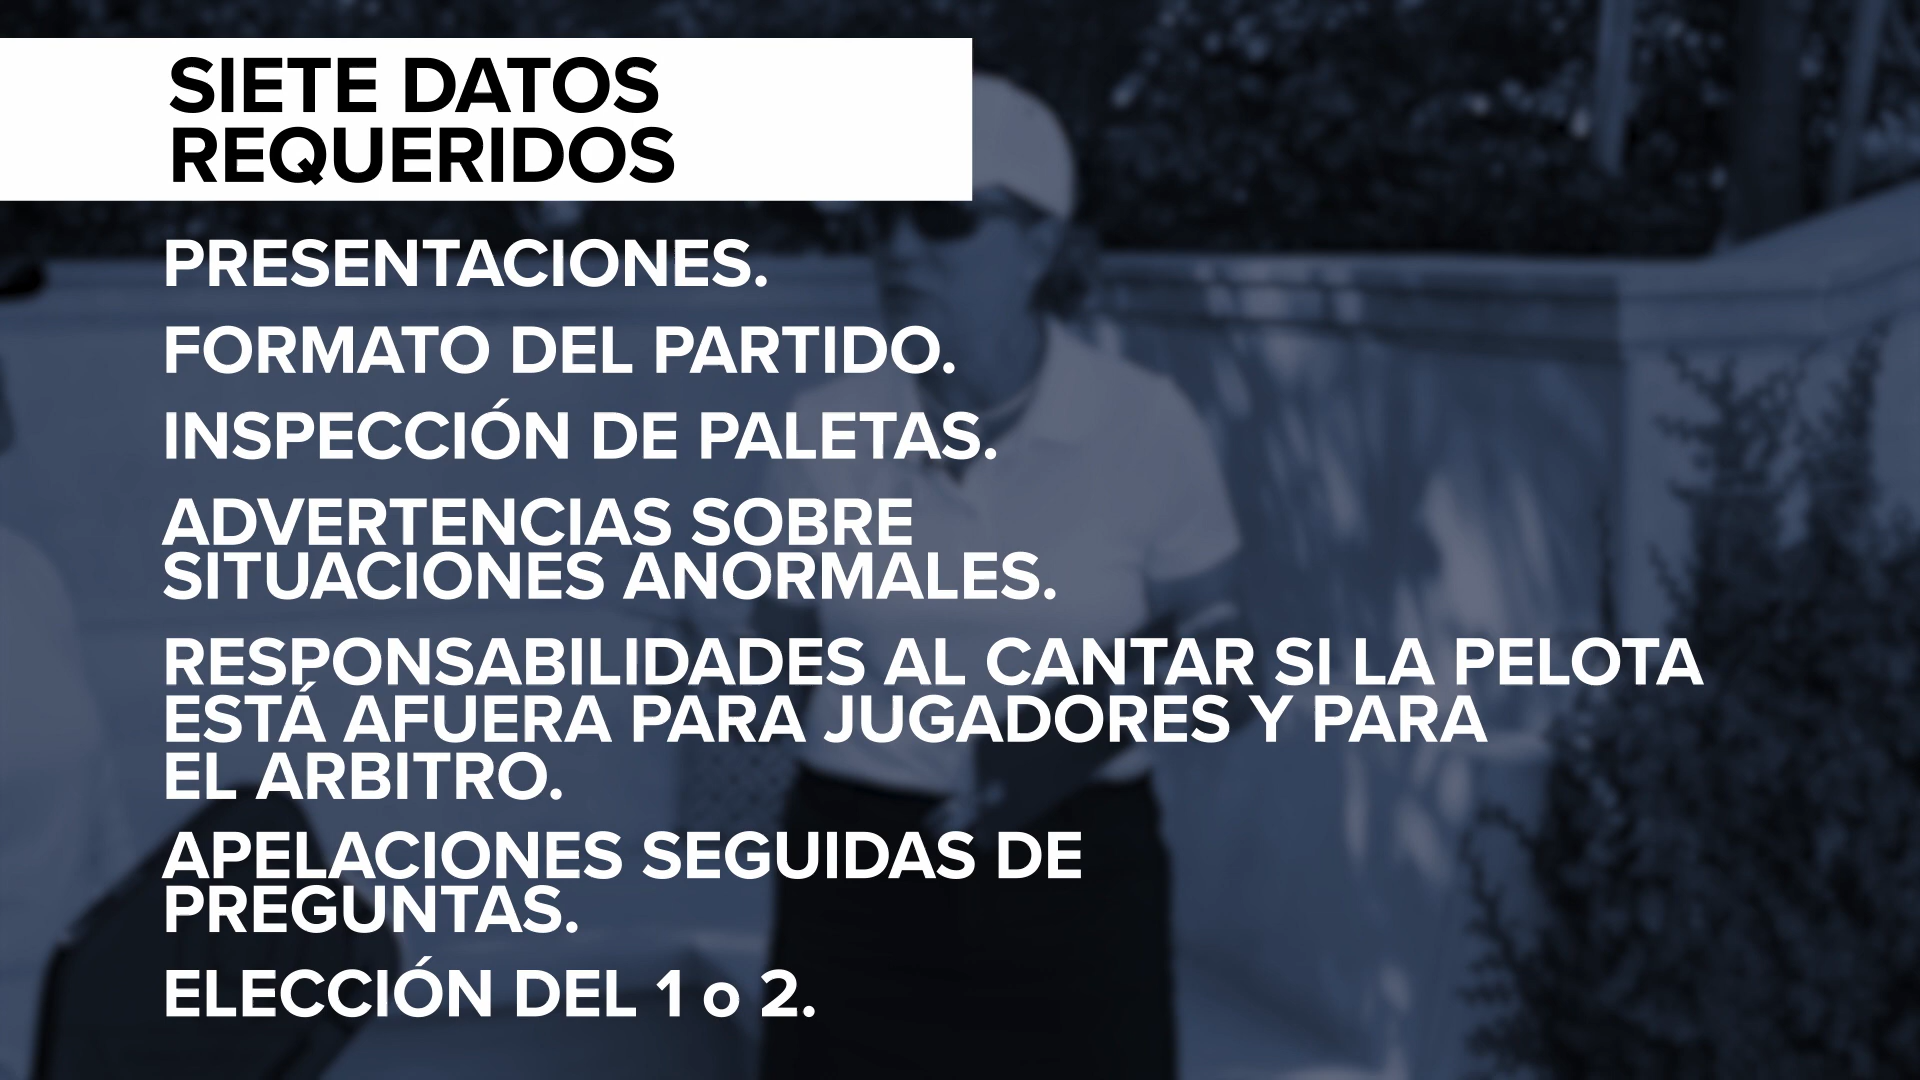 SIETE DATOS
REQUERIDOS
PRESENTACIONES.
FORMATO DEL PARTIDO.
INSPECCIÓN DE PALETAS.
ADVERTENCIAS SOBRE
SITUACIONES ANORMALES.
RESPONSABILIDADES AL CANTAR SI LA PELOTA
ESTÁ AFUERA PARA JUGADORES Y PARA
EL ARBITRO.
APELACIONES SEGUIDAS DE
PREGUNTAS.
ELECCIÓN DEL 1 o 2.